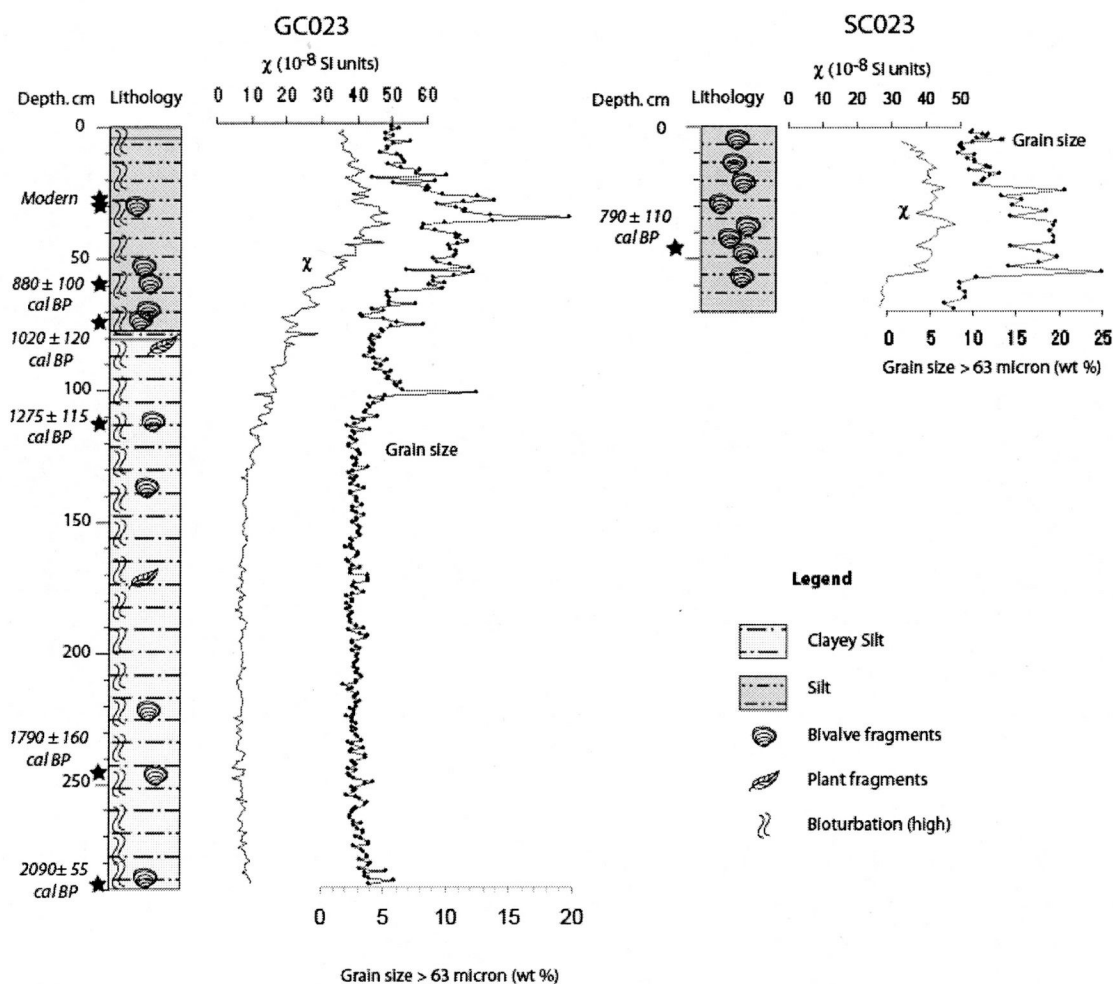 GC023
χ (10-8 SI units)
Depth. cm Lithology 0 10 20 30 40 50 60
0
Modern
50
880 ± 100
cal BP
1020 ± 120
cal BP
100
1275 ± 115
cal BP
150
200
1790 ± 160
cal BP
250
2090± 55
cal BP
χ
Grain size
0 5 10 15 20
Grain size > 63 micron (wt %)
SC023
χ (10-8 SI units)
Depth. cm Lithology 0 10 20 30 40 50
0
Grain size
790 ± 110
cal BP
χ
0 5 10 15 20 25
Grain size > 63 micron (wt %)
Legend
Clayey Silt
Silt
Bivalve fragments
Plant fragments
Bioturbation (high)